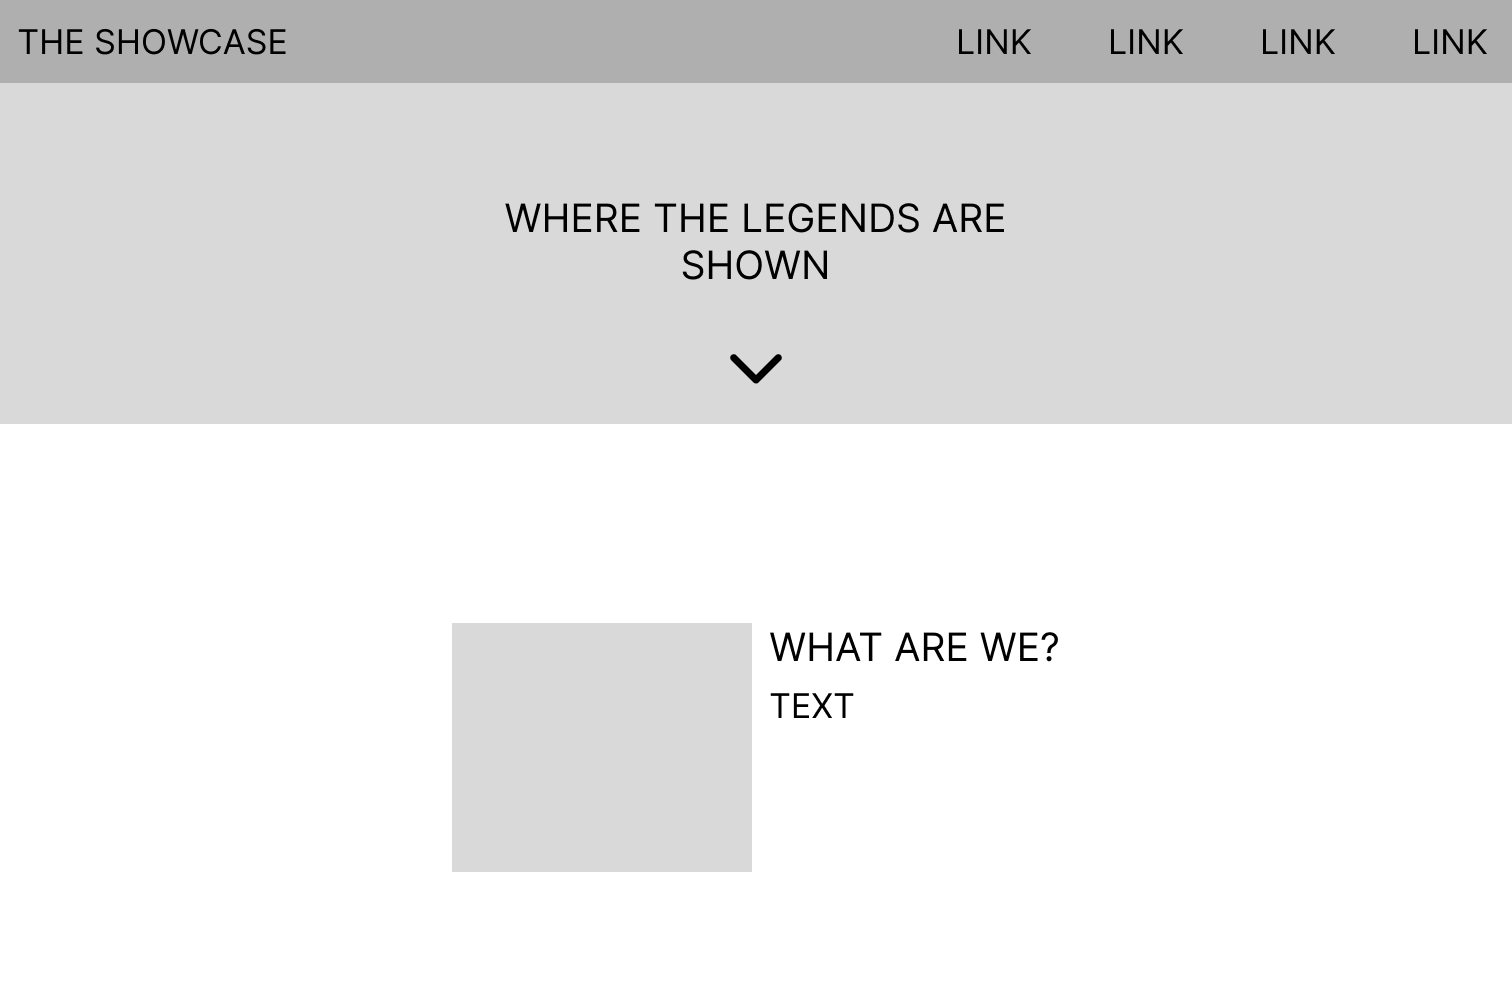 THE SHOWCASE LINK LINK LINK LINK
WHERE THE LEGENDS ARE
SHOWN
WHAT ARE WE?
TEXT